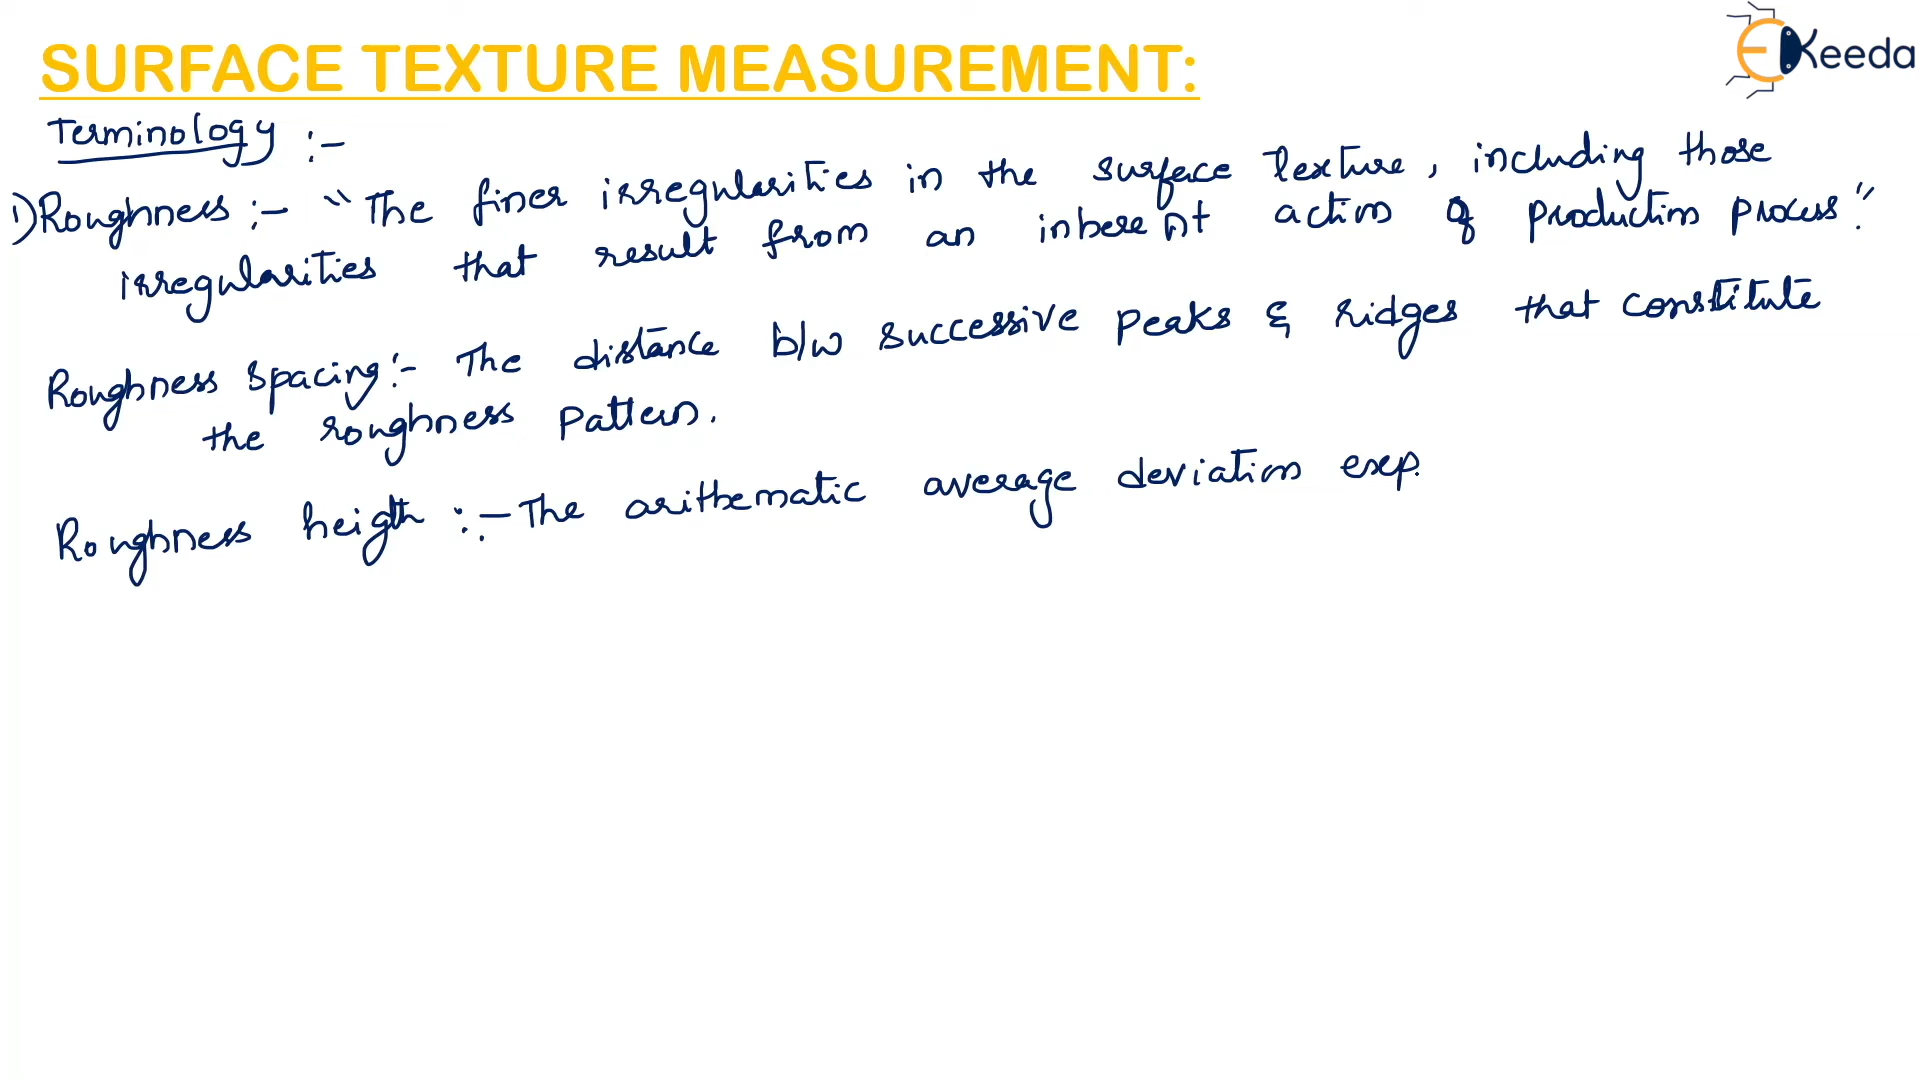 SURFACE TEXTURE MEASUREMENT:
EKeeda
Terminology :-
1) Roughness :- "The finer irregularities in the surface texture, including those
irregularities that result from an inherent action of production process."
Roughness spacing :- The distance b/w successive peaks & ridges that constitute
the roughness pattern.
Roughness heigth :- The arithematic average deviation exp